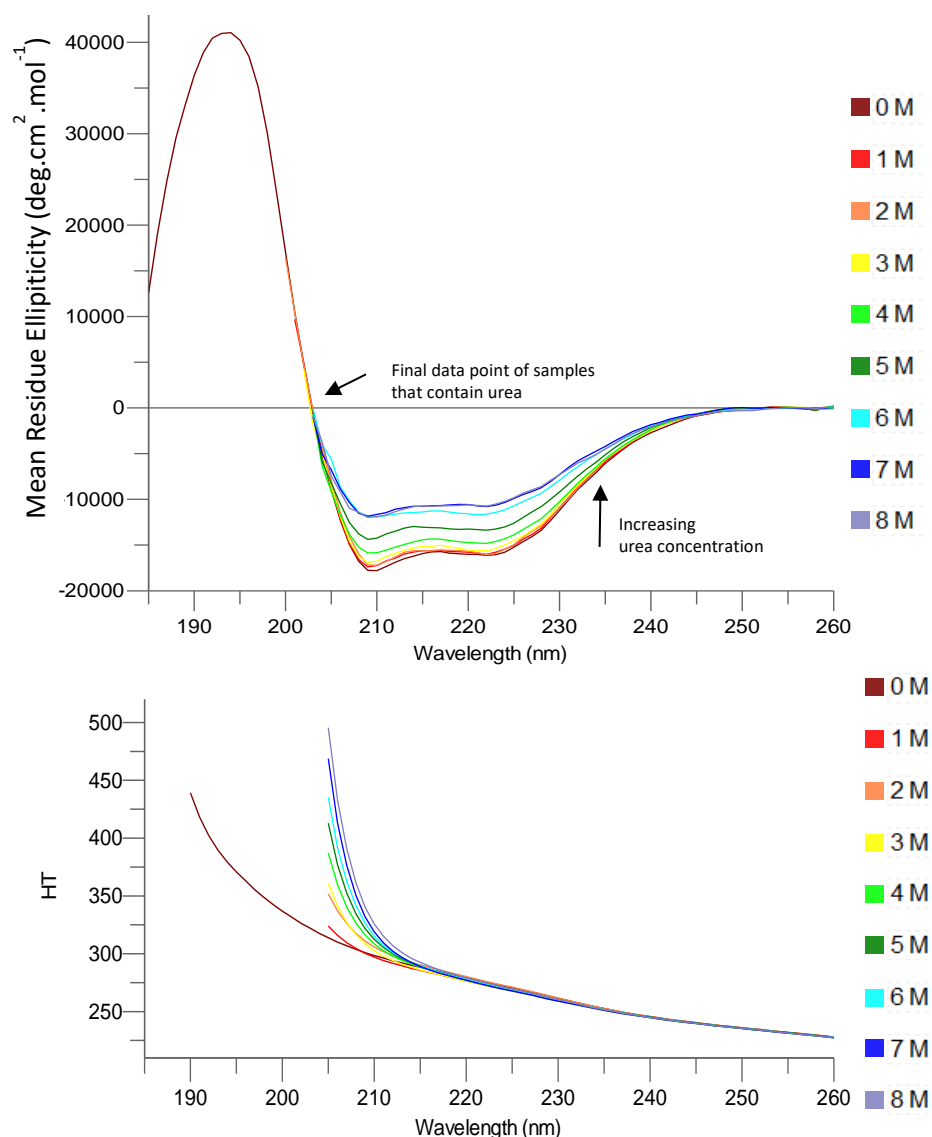 Mean Residue Ellipiticity (deg.cm2 .mol-1)
40000
30000
20000
10000
0
-10000
-20000
190
200
210
220
230
240
250
260
Wavelength (nm)
Final data point of samples
that contain urea
Increasing
urea concentration
0 M
1 M
2 M
3 M
4 M
5 M
6 M
7 M
8 M
HT
500
450
400
350
300
250
190
200
210
220
230
240
250
260
Wavelength (nm)
0 M
1 M
2 M
3 M
4 M
5 M
6 M
7 M
8 M